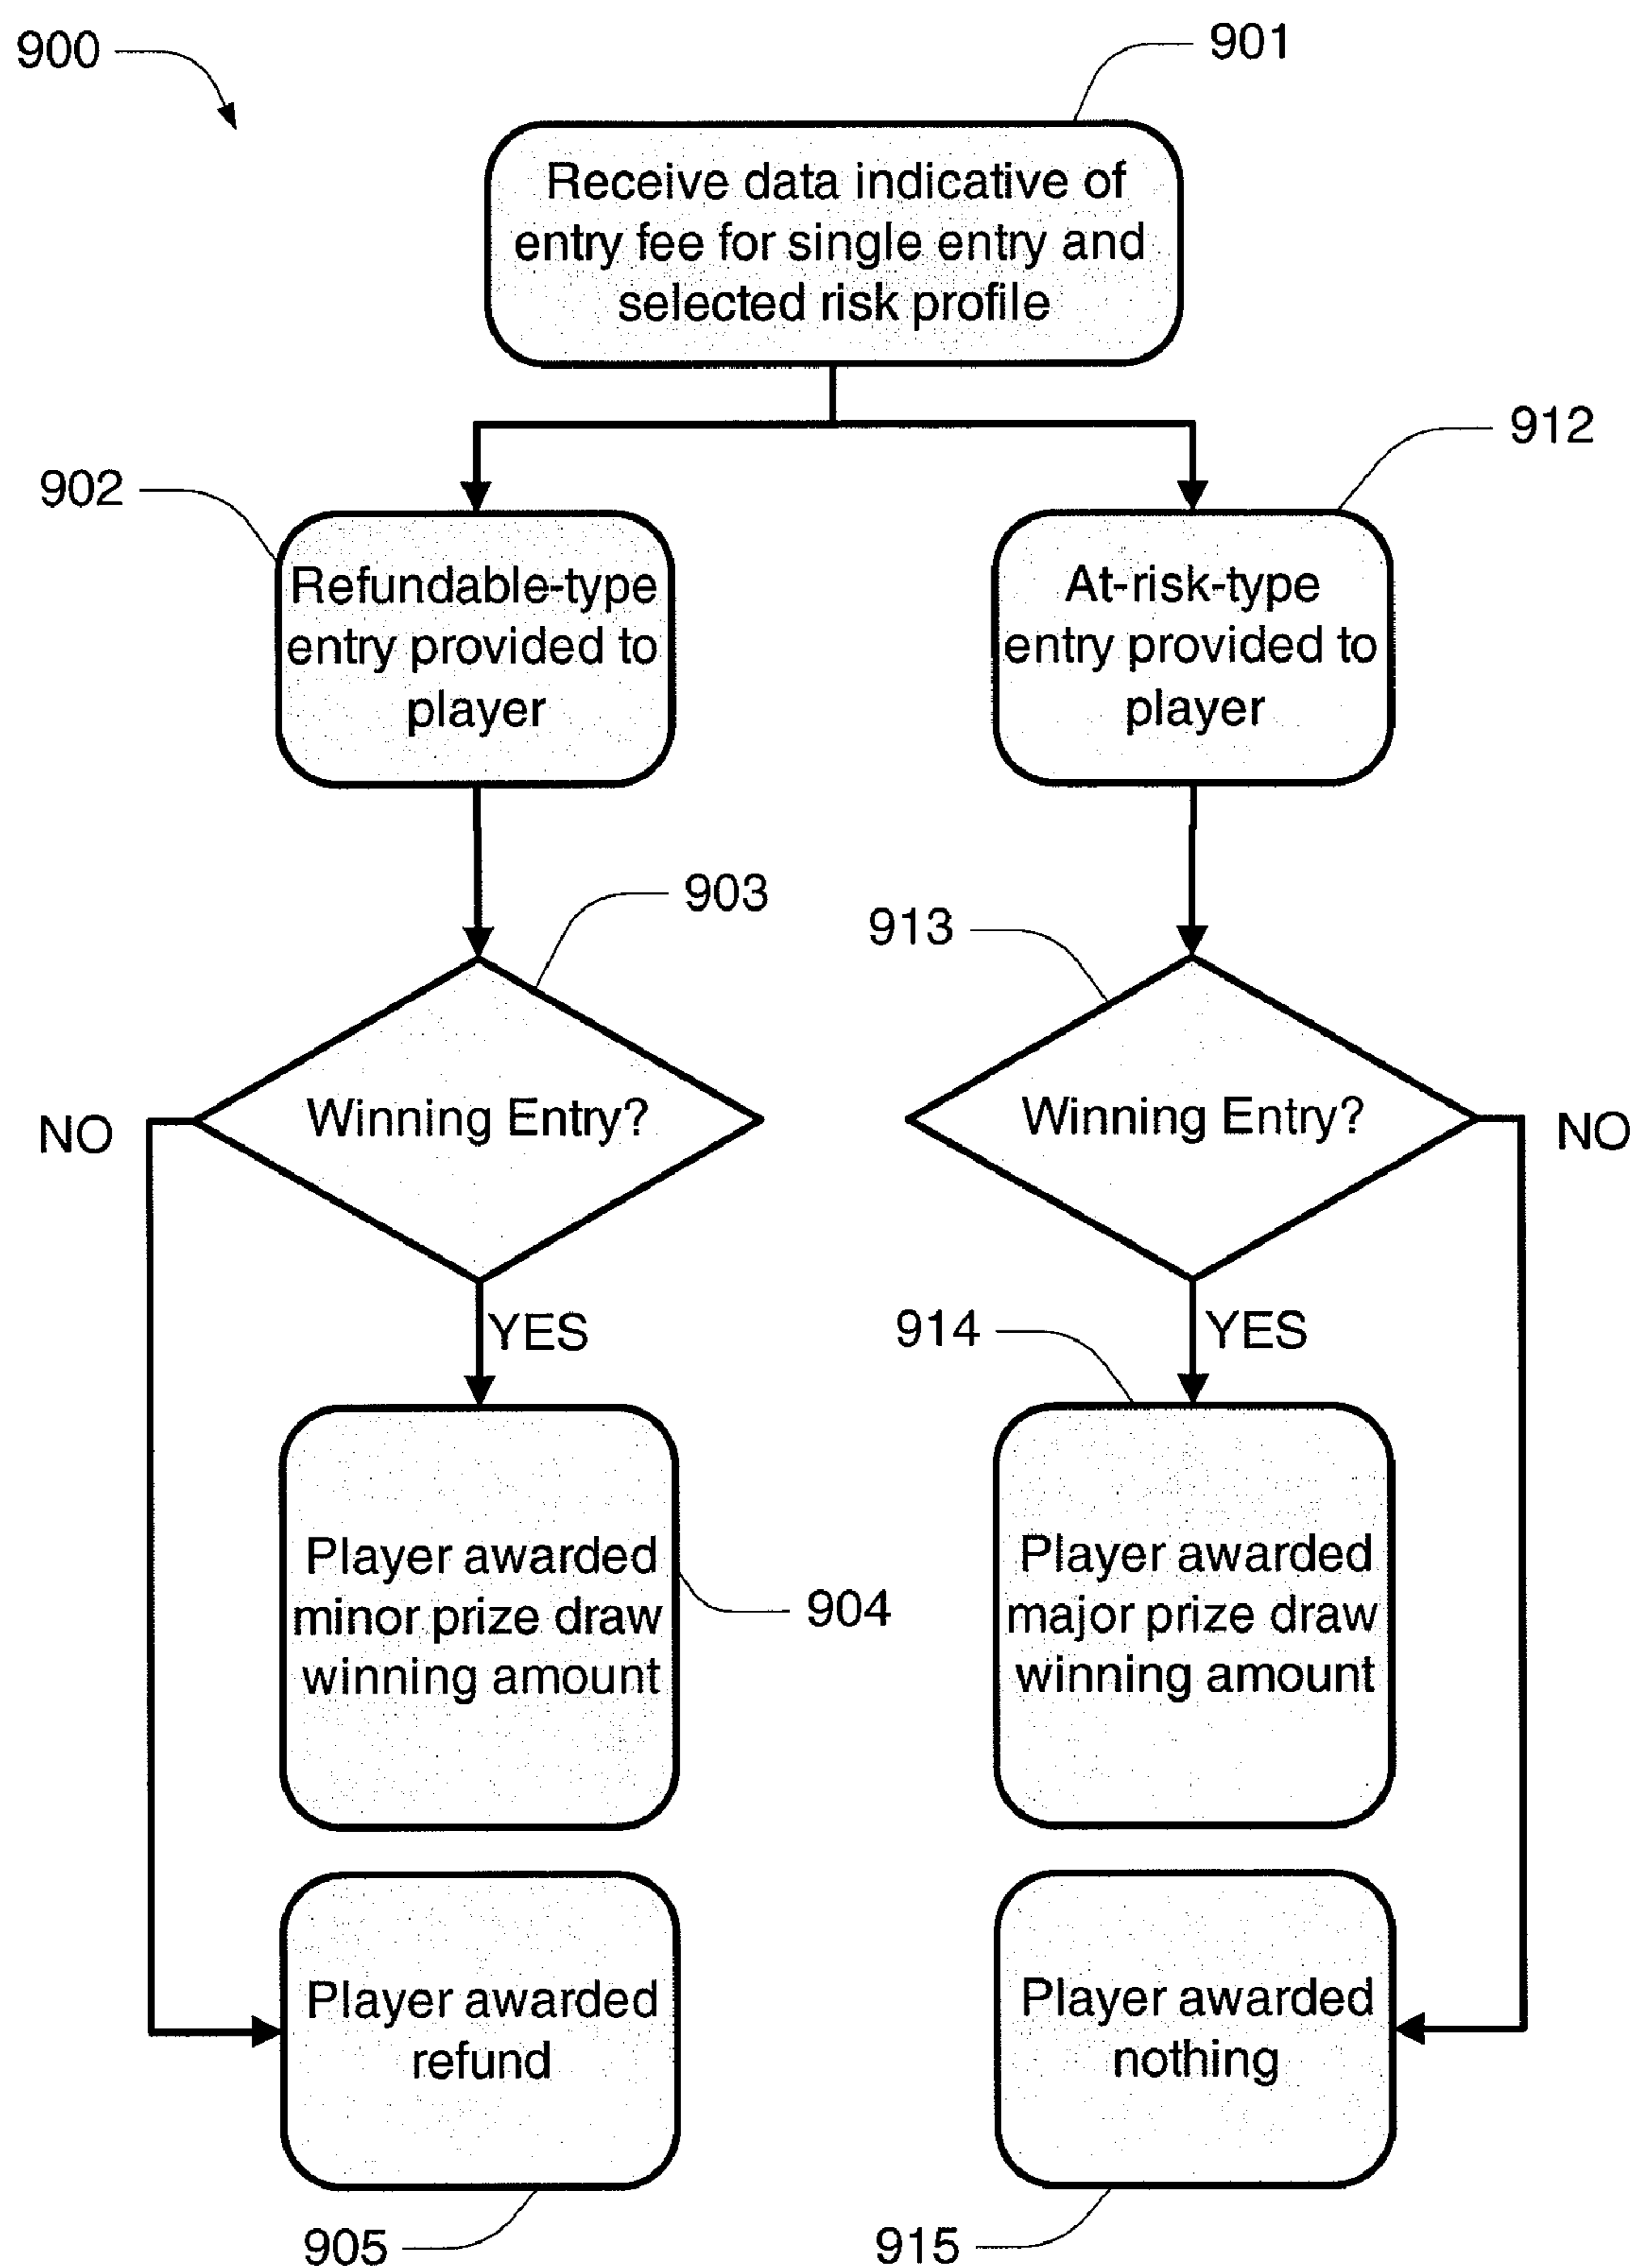 900
901
Receive data indicative of
entry fee for single entry and
selected risk profile
902
912
Refundable-type
entry provided to
player
At-risk-type
entry provided to
player
903
913
NO
Winning Entry?
Winning Entry?
NO
YES
914
YES
Player awarded
minor prize draw
winning amount
904
Player awarded
major prize draw
winning amount
Player awarded
refund
Player awarded
nothing
905
915